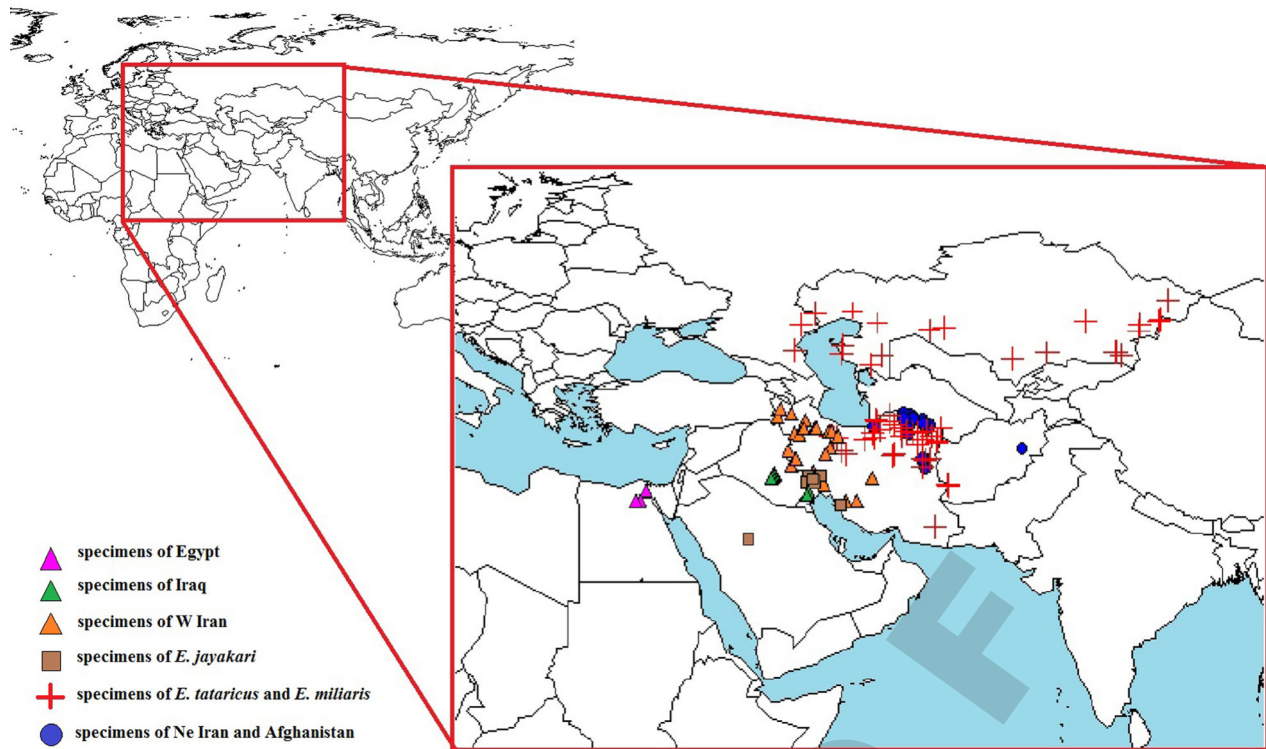 specimens of Egypt
specimens of Iraq
specimens of W Iran
specimens of E. jayakari
specimens of E. tataricus and E. miliaris
specimens of Ne Iran and Afghanistan
F